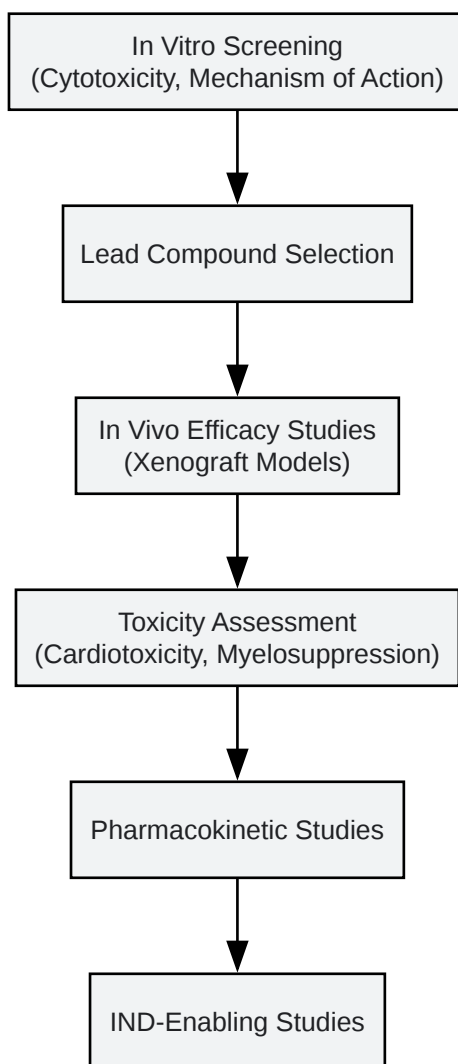 In Vitro Screening
(Cytotoxicity, Mechanism of Action)
Lead Compound Selection
In Vivo Efficacy Studies
(Xenograft Models)
Toxicity Assessment
(Cardiotoxicity, Myelosuppression)
Pharmacokinetic Studies
IND-Enabling Studies